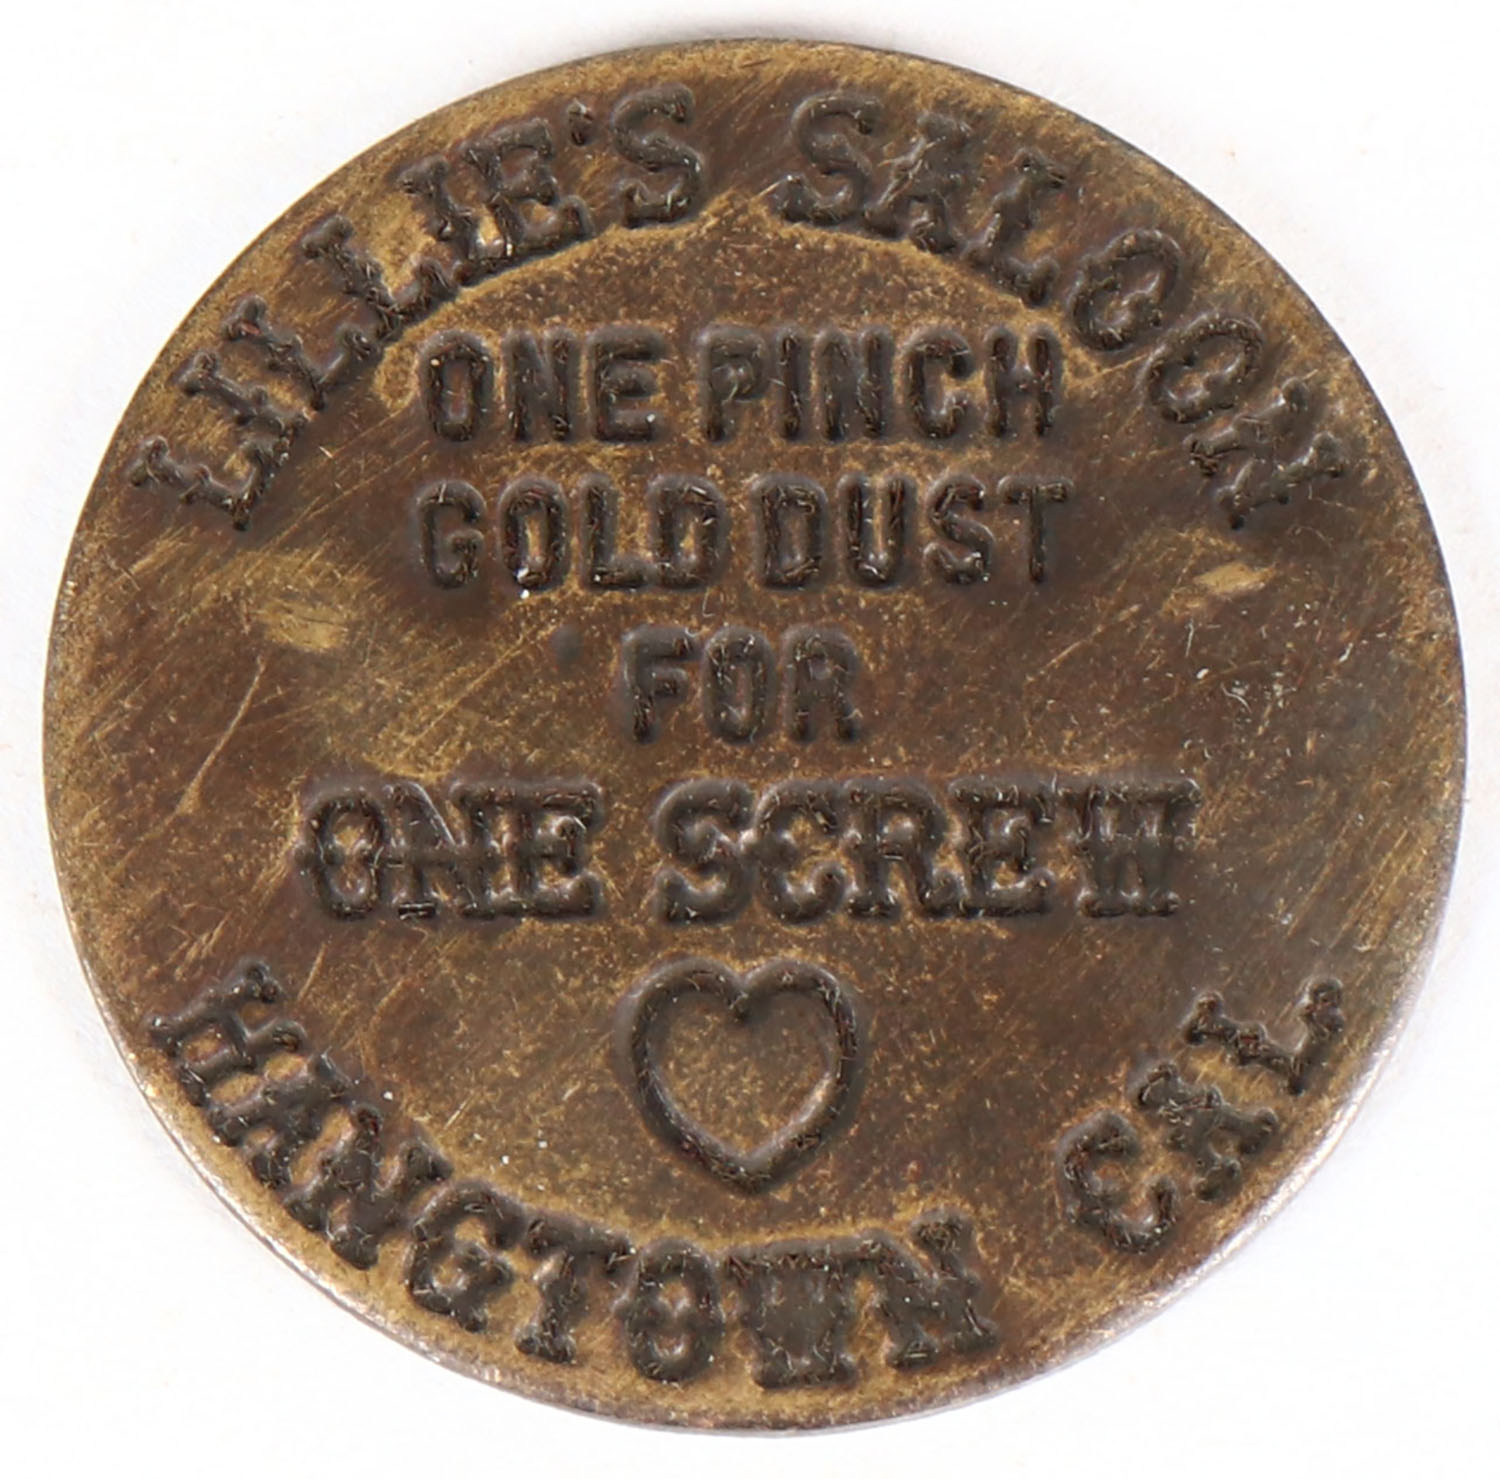 LILLIE'S SALOON
ONE PINCH
GOLD DUST
FOR
ONE SCREW
HANGTOWN CAL